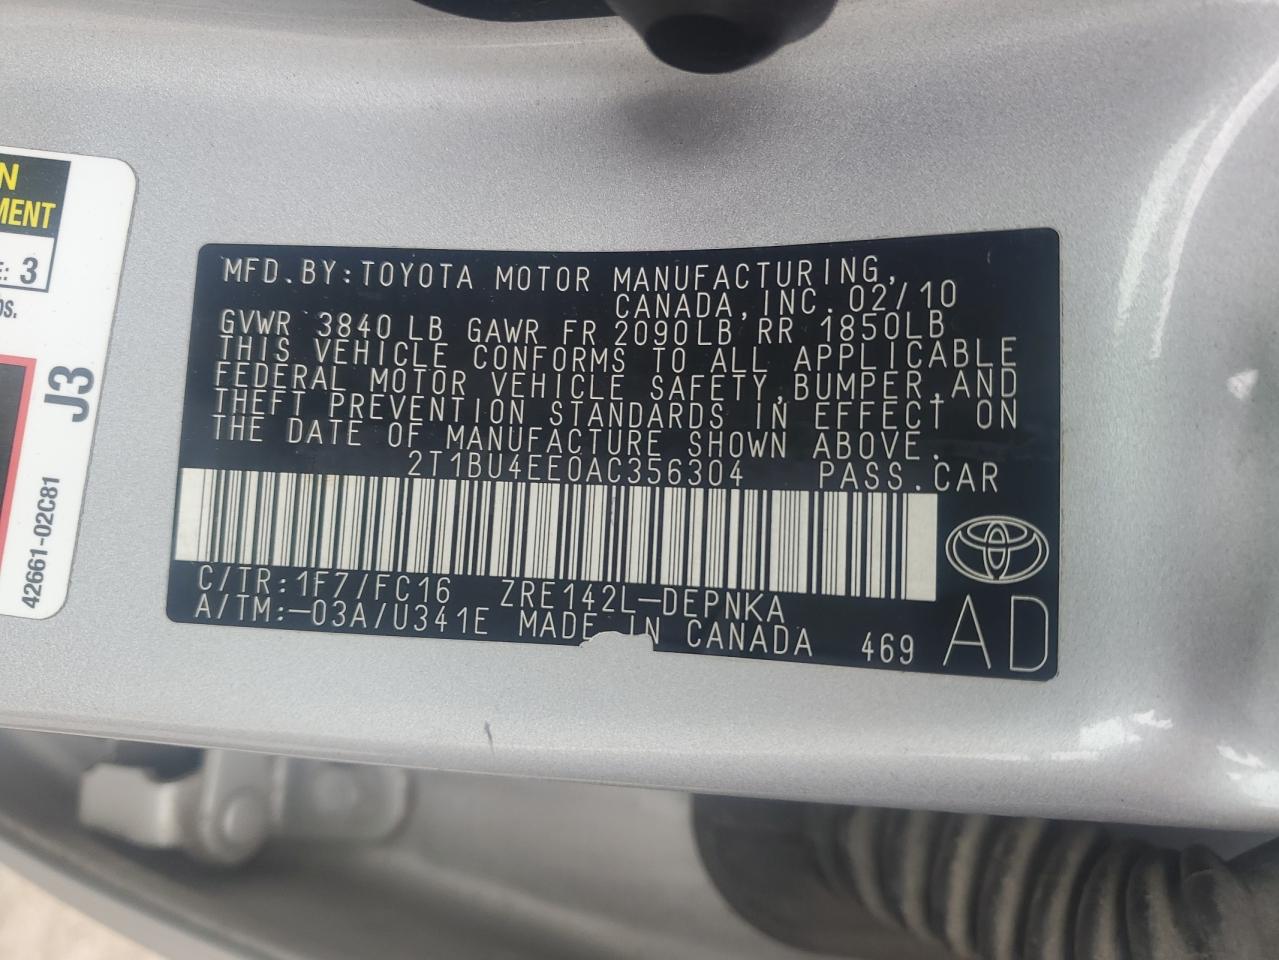 N
MENT
E: 3
OS.
J3
42661-02C81
MFD.BY:TOYOTA MOTOR MANUFACTURING,
CANADA,INC.02/10
GVWR 3840LB GAWR FR 2090LB RR 1850LB
THIS VEHICLE CONFORMS TO ALL APPLICABLE
FEDERAL MOTOR VEHICLE SAFETY,BUMPER,AND
THEFT PREVENTION STANDARDS IN EFFECT ON
THE DATE OF MANUFACTURE SHOWN ABOVE.
2T1BU4EE0AC356304 PASS.CAR
C/TR:1F7/FC16 ZRE142L-DEPNKA
A/TM:-03A/U341E MADE IN CANADA 469 AD